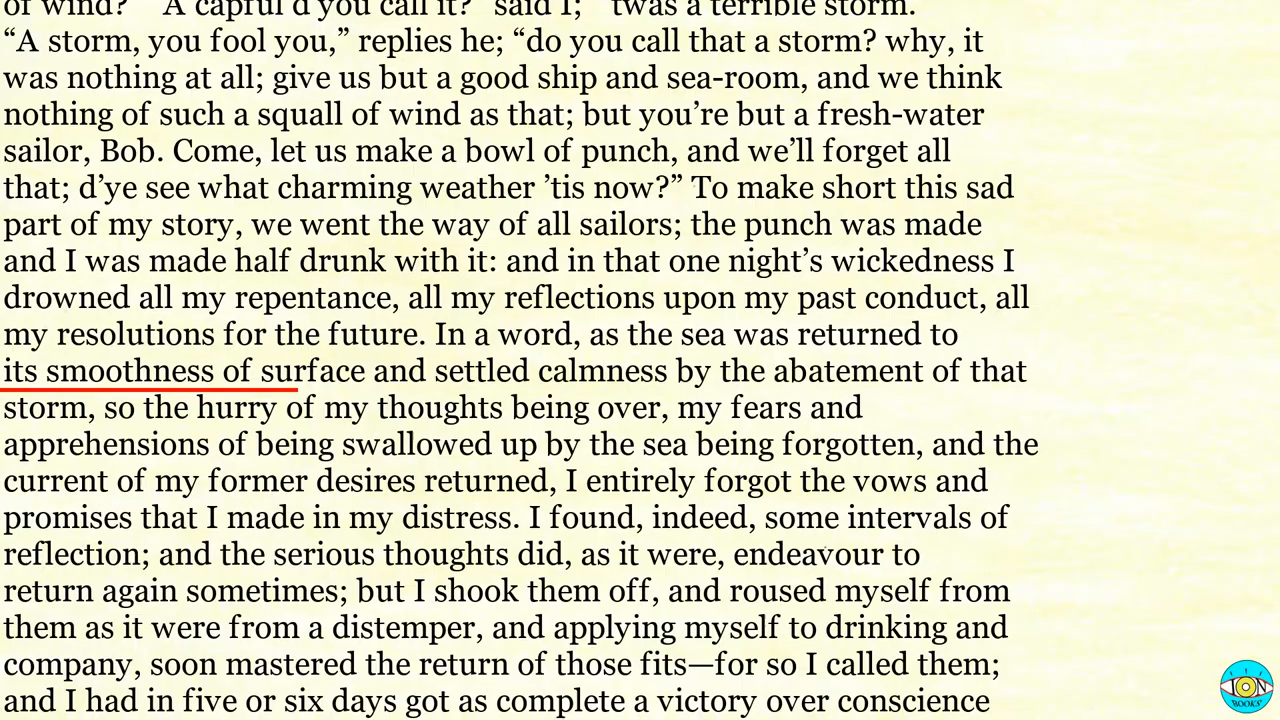 of wind?” “A capful d’you call it?” said I; “’twas a terrible storm.”
“A storm, you fool you,” replies he; “do you call that a storm? why, it
was nothing at all; give us but a good ship and sea-room, and we think
nothing of such a squall of wind as that; but you’re but a fresh-water
sailor, Bob. Come, let us make a bowl of punch, and we’ll forget all
that; d’ye see what charming weather ’tis now?” To make short this sad
part of my story, we went the way of all sailors; the punch was made
and I was made half drunk with it: and in that one night’s wickedness I
drowned all my repentance, all my reflections upon my past conduct, all
my resolutions for the future. In a word, as the sea was returned to
its smoothness of surface and settled calmness by the abatement of that
storm, so the hurry of my thoughts being over, my fears and
apprehensions of being swallowed up by the sea being forgotten, and the
current of my former desires returned, I entirely forgot the vows and
promises that I made in my distress. I found, indeed, some intervals of
reflection; and the serious thoughts did, as it were, endeavour to
return again sometimes; but I shook them off, and roused myself from
them as it were from a distemper, and applying myself to drinking and
company, soon mastered the return of those fits—for so I called them;
and I had in five or six days got as complete a victory over conscience
ION
BOOKS